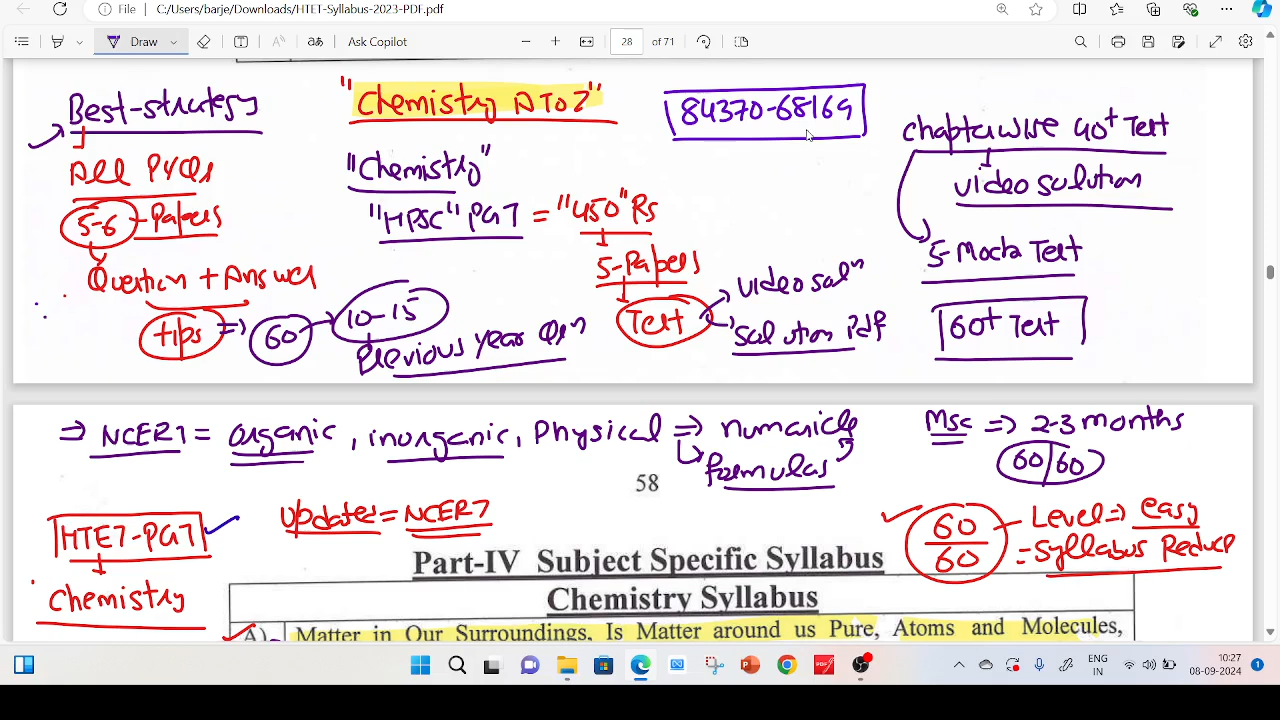 File
C:/Users/barje/Downloads/HTET-Syllabus-2023-PDF.pdf
Draw
Ask Copilot
28 of 71
Best-strategy
All PYQs
5-6 - Papers
Question + Answer
tips => 60 → 10-15
Previous year Qsn
"Chemistry A To Z"
"Chemistry"
"HPSC" PGT = "450" Rs
5-Papers
Test
video soln
solution Pdf
84370-68169
chapterwise 40+ Test
video solution
5-Mock Test
60+ Test
=> NCERT = organic, inorganic, Physical => numaricls
formulas
Msc => 2-3 months
60/60
58
HTET-PGT
Chemistry
updated = NCERT
60/60 - Level => easy
= Syllabus Reduce
Part-IV Subject Specific Syllabus
Chemistry Syllabus
A) Matter in Our Surroundings, Is Matter around us Pure, Atoms and Molecules,
ENG
IN
10:27
08-09-2024